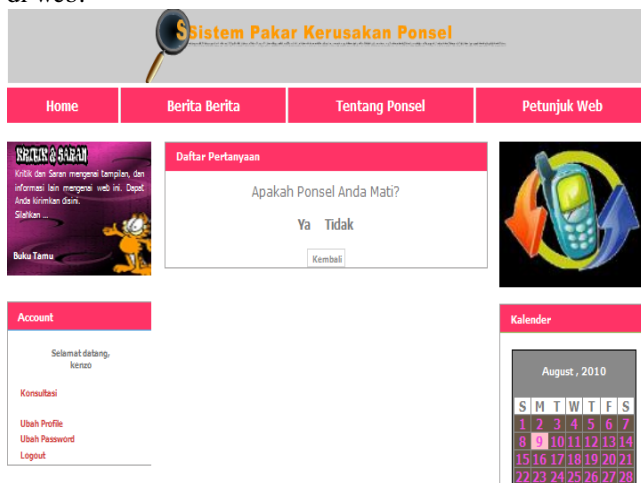 di web.
Sistem Pakar Kerusakan Ponsel
Home
Berita Berita
Tentang Ponsel
Petunjuk Web
KRITIK & SARAN
Kritik dan Saran mengenai tampilan, dan
informasi lain mengenai web ini. Dapat
Anda kirimkan disini.
Silahkan ...
Buku Tamu
Daftar Pertanyaan
Apakah Ponsel Anda Mati?
Ya Tidak
Kembali
Account
Selamat datang,
kenzo
Konsultasi
Ubah Profile
Ubah Password
Logout
Kalender
August , 2010
S M T W T F S
1 2 3 4 5 6 7
8 9 10 11 12 13 14
15 16 17 18 19 20 21
22 23 24 25 26 27 28